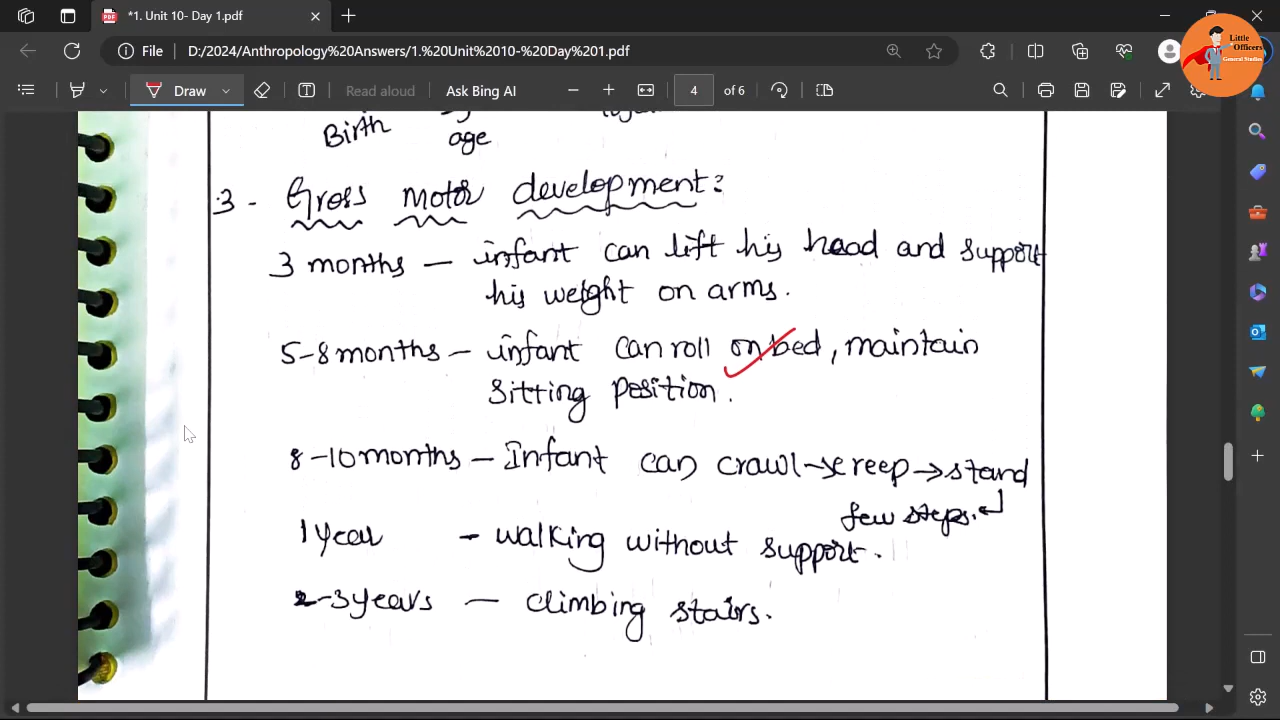 *1. Unit 10- Day 1.pdf
File
D:/2024/Anthropology%20Answers/1.%20Unit%2010-%20Day%201.pdf
Little
Officers
General Studies
Draw
Read aloud
Ask Bing AI
4
of 6
Birth
age
3 - Gross Motor development:
3 months - infant can lift his head and support
his weight on arms.
5-8 months - infant can roll on bed, maintain
sitting position.
8-10 months - Infant can crawl → creep → stand
few steps. ↵
1 year - walking without support.
2-3 years - climbing stairs.